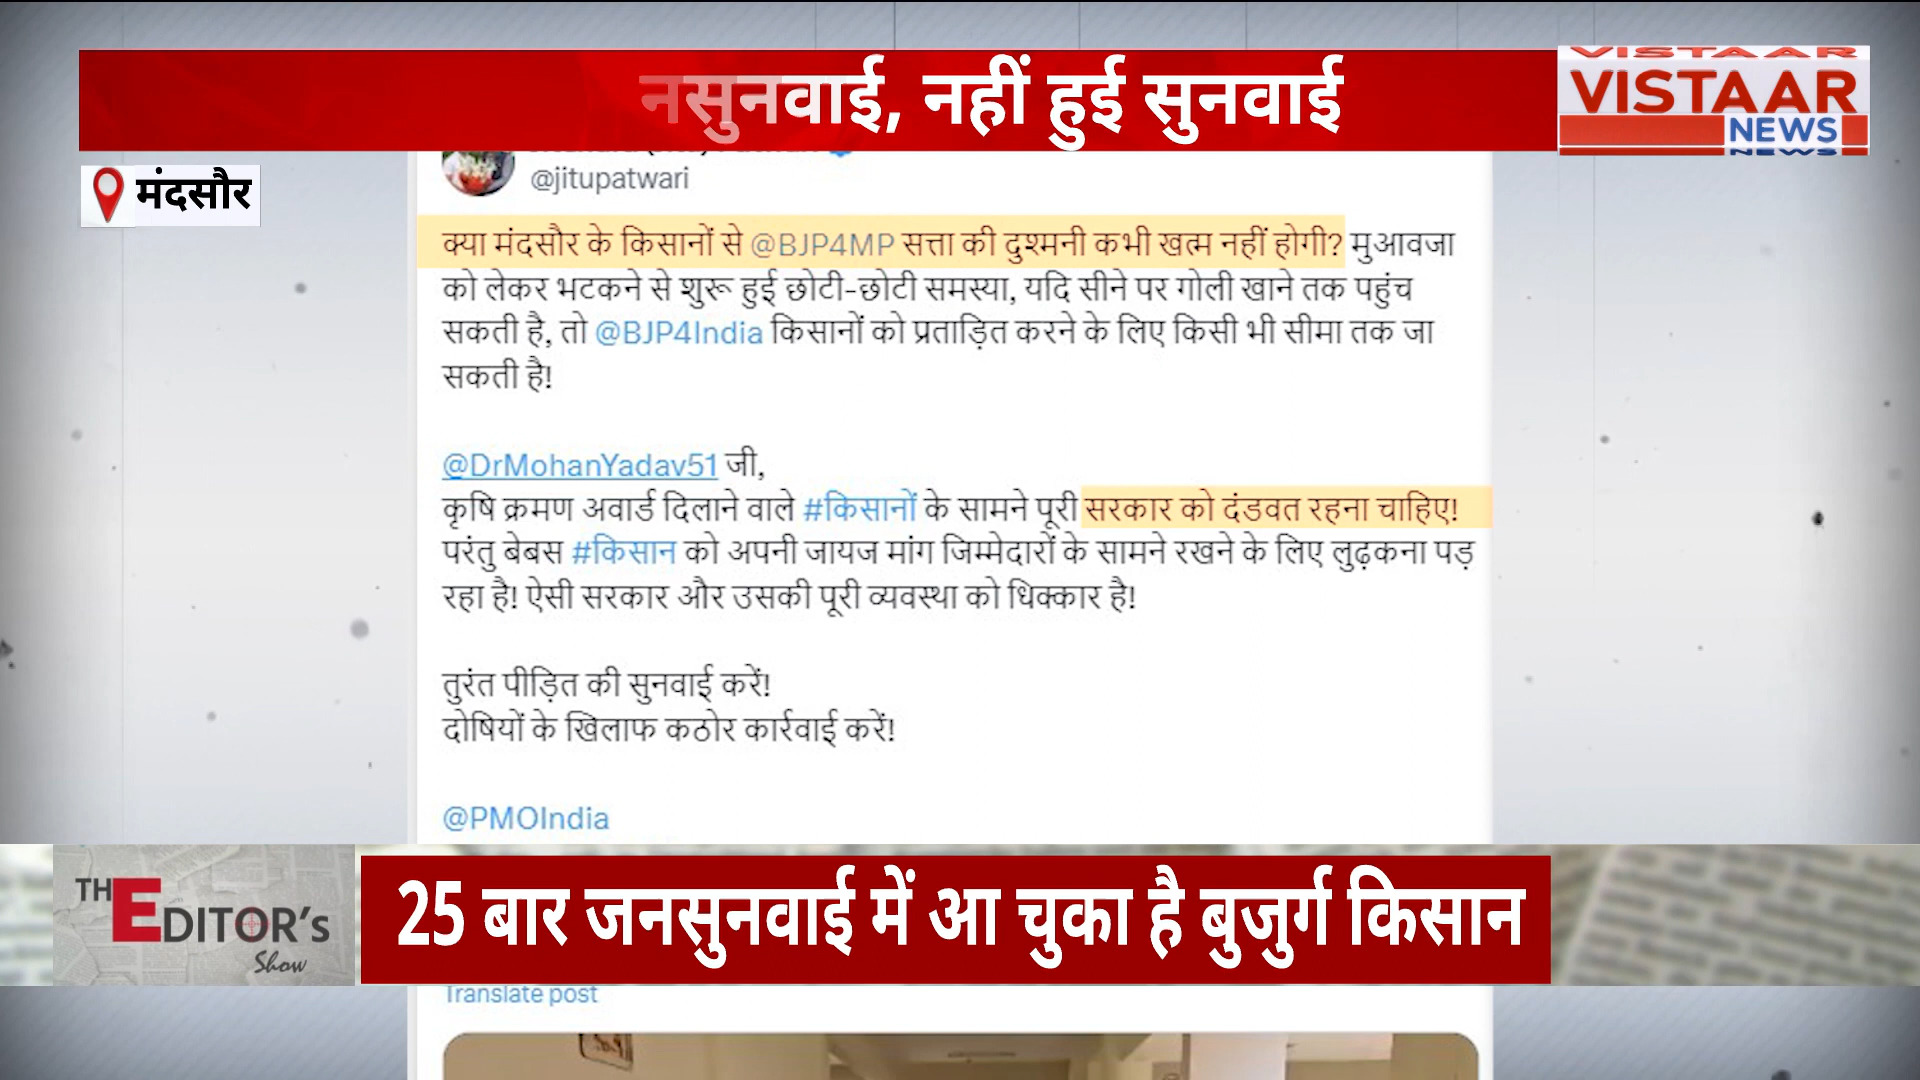 नसुनवाई, नहीं हुई सुनवाई
VISTAAR
VISTAAR
NEWS
NEWS
मंदसौर
@jitupatwari
क्या मंदसौर के किसानों से @BJP4MP सत्ता की दुश्मनी कभी खत्म नहीं होगी? मुआवजा
को लेकर भटकने से शुरू हुई छोटी-छोटी समस्या, यदि सीने पर गोली खाने तक पहुंच
सकती है, तो @BJP4India किसानों को प्रताड़ित करने के लिए किसी भी सीमा तक जा
सकती है!
@DrMohanYadav51 जी,
कृषि क्रमण अवार्ड दिलाने वाले #किसानों के सामने पूरी सरकार को दंडवत रहना चाहिए!
परंतु बेबस #किसान को अपनी जायज मांग जिम्मेदारों के सामने रखने के लिए लुढ़कना पड़
रहा है! ऐसी सरकार और उसकी पूरी व्यवस्था को धिक्कार है!
तुरंत पीड़ित की सुनवाई करें!
दोषियों के खिलाफ कठोर कार्रवाई करें!
@PMOIndia
THE EDITOR's
Show
25 बार जनसुनवाई में आ चुका है बुजुर्ग किसान
Translate post